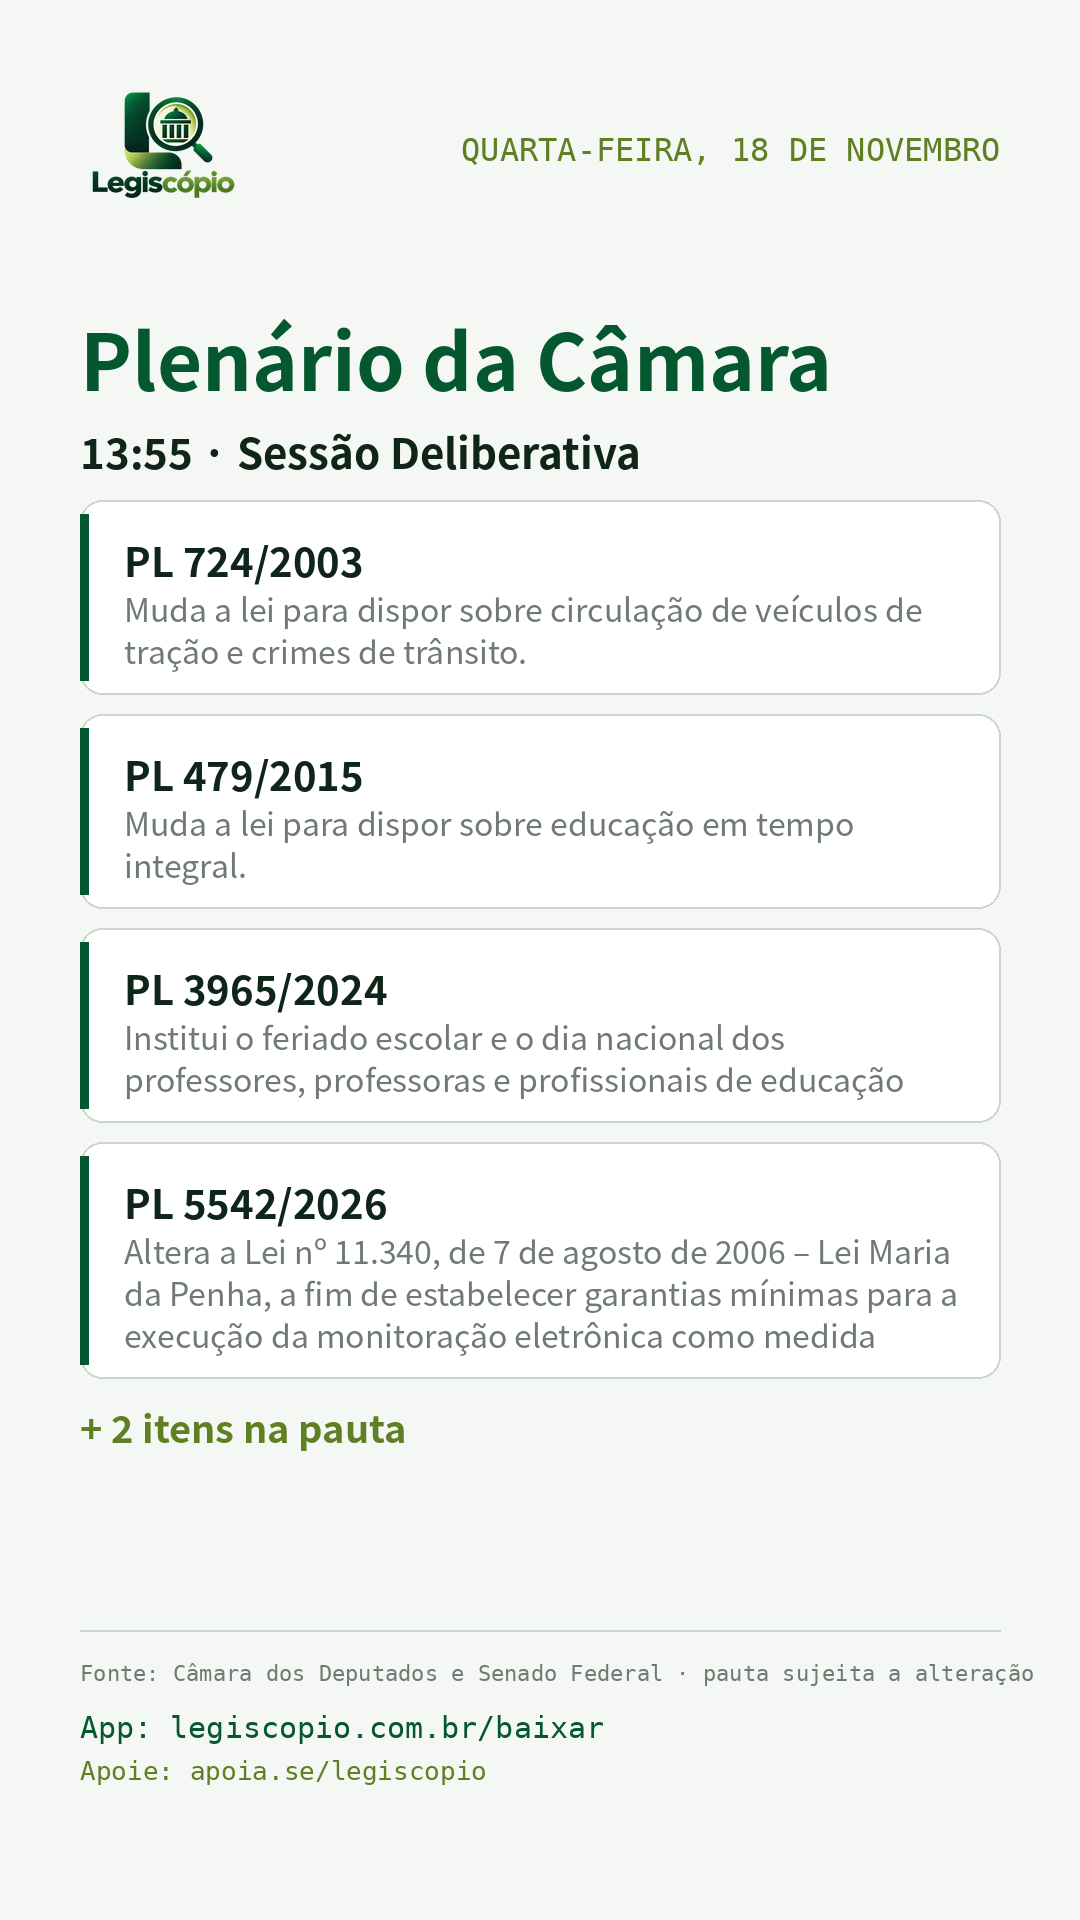 Legiscópio
QUARTA-FEIRA, 18 DE NOVEMBRO
Plenário da Câmara
13:55 · Sessão Deliberativa
PL 724/2003
Muda a lei para dispor sobre circulação de veículos de
tração e crimes de trânsito.
PL 479/2015
Muda a lei para dispor sobre educação em tempo
integral.
PL 3965/2024
Institui o feriado escolar e o dia nacional dos
professores, professoras e profissionais de educação
PL 5542/2026
Altera a Lei nº 11.340, de 7 de agosto de 2006 – Lei Maria
da Penha, a fim de estabelecer garantias mínimas para a
execução da monitoração eletrônica como medida
+ 2 itens na pauta
Fonte: Câmara dos Deputados e Senado Federal · pauta sujeita a alteração
App: legiscopio.com.br/baixar
Apoie: apoia.se/legiscopio